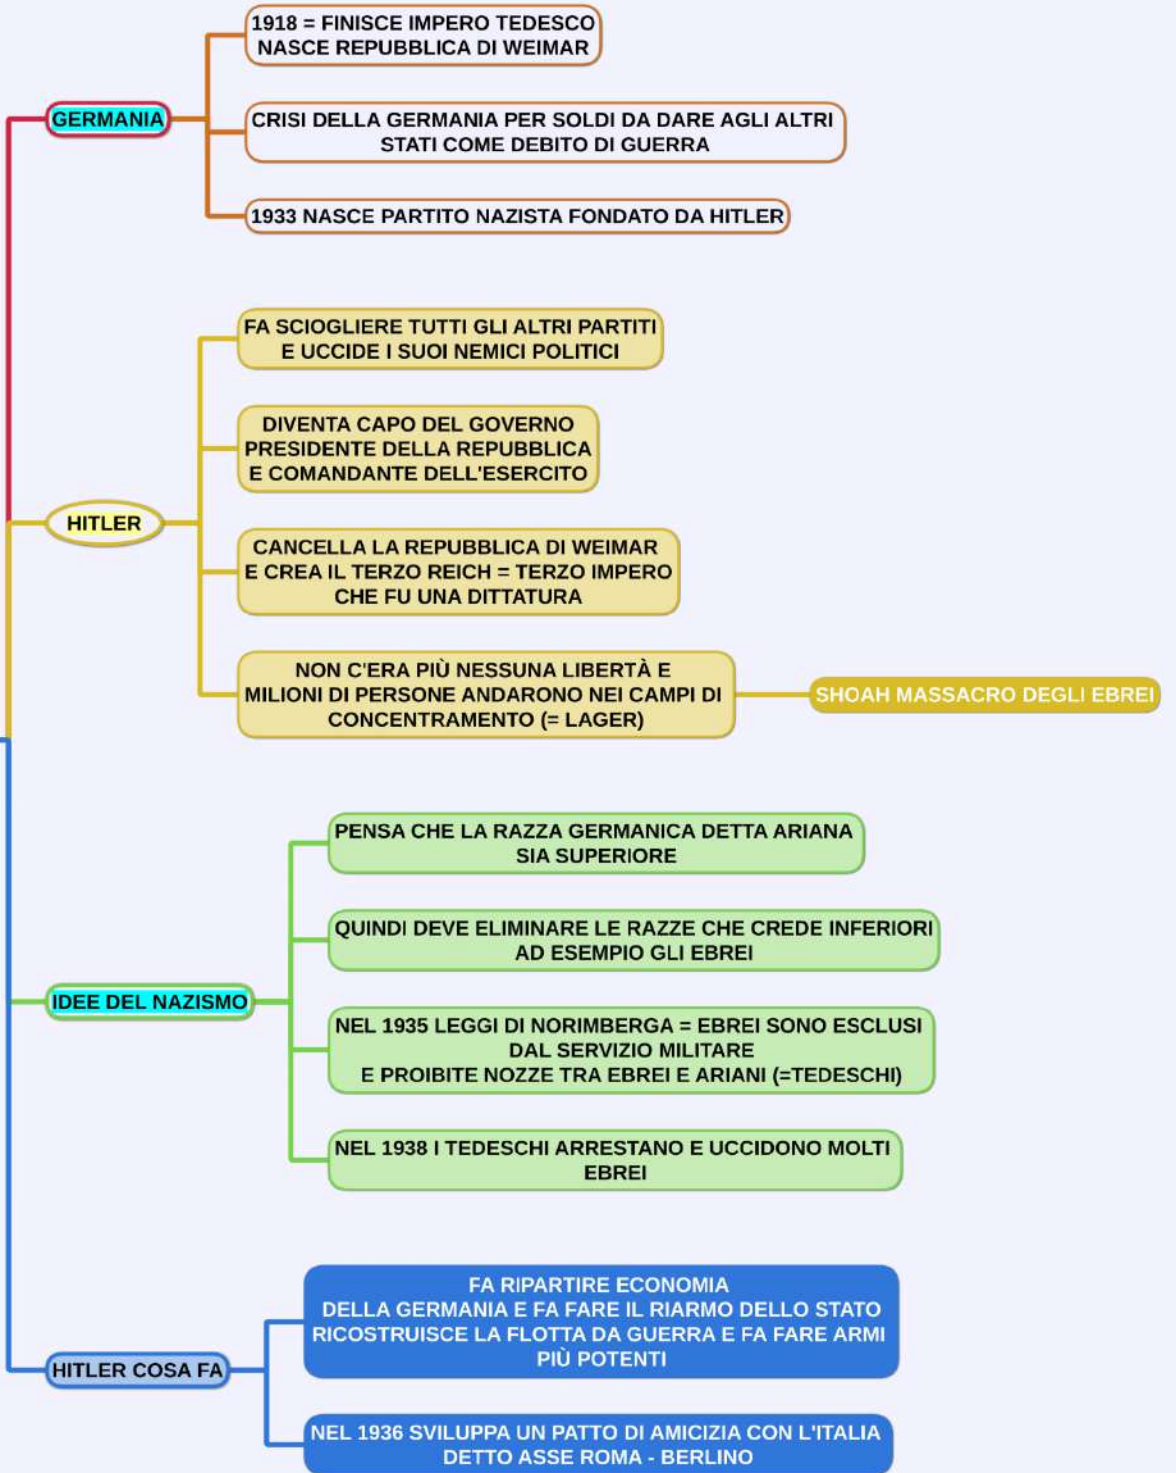 GERMANIA
1918 = FINISCE IMPERO TEDESCO
NASCE REPUBBLICA DI WEIMAR
CRISI DELLA GERMANIA PER SOLDI DA DARE AGLI ALTRI
STATI COME DEBITO DI GUERRA
1933 NASCE PARTITO NAZISTA FONDATO DA HITLER
HITLER
FA SCIOGLIERE TUTTI GLI ALTRI PARTITI
E UCCIDE I SUOI NEMICI POLITICI
DIVENTA CAPO DEL GOVERNO
PRESIDENTE DELLA REPUBBLICA
E COMANDANTE DELL'ESERCITO
CANCELLA LA REPUBBLICA DI WEIMAR
E CREA IL TERZO REICH = TERZO IMPERO
CHE FU UNA DITTATURA
NON C'ERA PIÙ NESSUNA LIBERTÀ E
MILIONI DI PERSONE ANDARONO NEI CAMPI DI
CONCENTRAMENTO (= LAGER)
SHOAH MASSACRO DEGLI EBREI
IDEE DEL NAZISMO
PENSA CHE LA RAZZA GERMANICA DETTA ARIANA
SIA SUPERIORE
QUINDI DEVE ELIMINARE LE RAZZE CHE CREDE INFERIORI
AD ESEMPIO GLI EBREI
NEL 1935 LEGGI DI NORIMBERGA = EBREI SONO ESCLUSI
DAL SERVIZIO MILITARE
E PROIBITE NOZZE TRA EBREI E ARIANI (=TEDESCHI)
NEL 1938 I TEDESCHI ARRESTANO E UCCIDONO MOLTI
EBREI
HITLER COSA FA
FA RIPARTIRE ECONOMIA
DELLA GERMANIA E FA FARE IL RIARMO DELLO STATO
RICOSTRUISCE LA FLOTTA DA GUERRA E FA FARE ARMI
PIÙ POTENTI
NEL 1936 SVILUPPA UN PATTO DI AMICIZIA CON L'ITALIA
DETTO ASSE ROMA - BERLINO